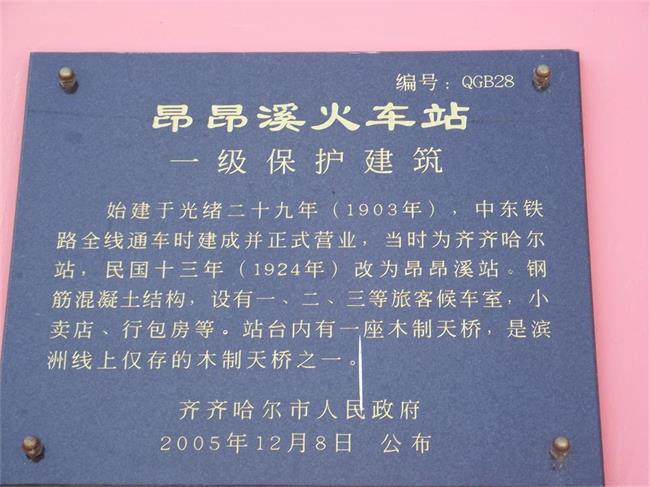 编号：QGB28
昂昂溪火车站
一级保护建筑
始建于光绪二十九年（1903年），中东铁
路全线通车时建成并正式营业，当时为齐齐哈尔
站，民国十三年（1924年）改为昂昂溪站。钢
筋混凝土结构，设有一、二、三等旅客候车室，小
卖店、行包房等。站台内有一座木制天桥，是滨
洲线上仅存的木制天桥之一。
齐齐哈尔市人民政府
2005年12月8日 公布